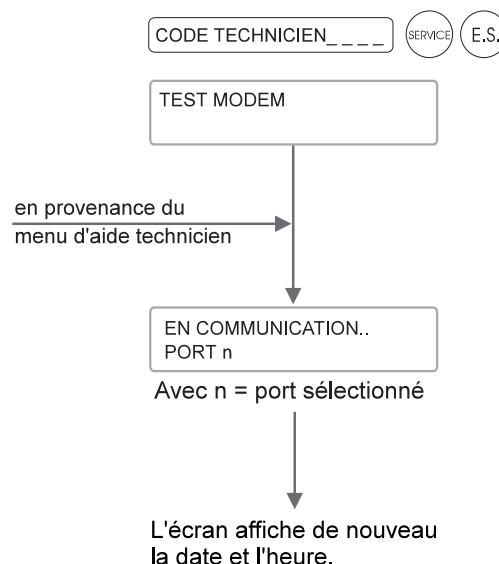 CODE TECHNICIEN_ _ _ _ SERVICE E.S.
TEST MODEM
en provenance du
menu d'aide technicien
EN COMMUNICATION..
PORT n
Avec n = port sélectionné
L'écran affiche de nouveau
la date et l'heure.